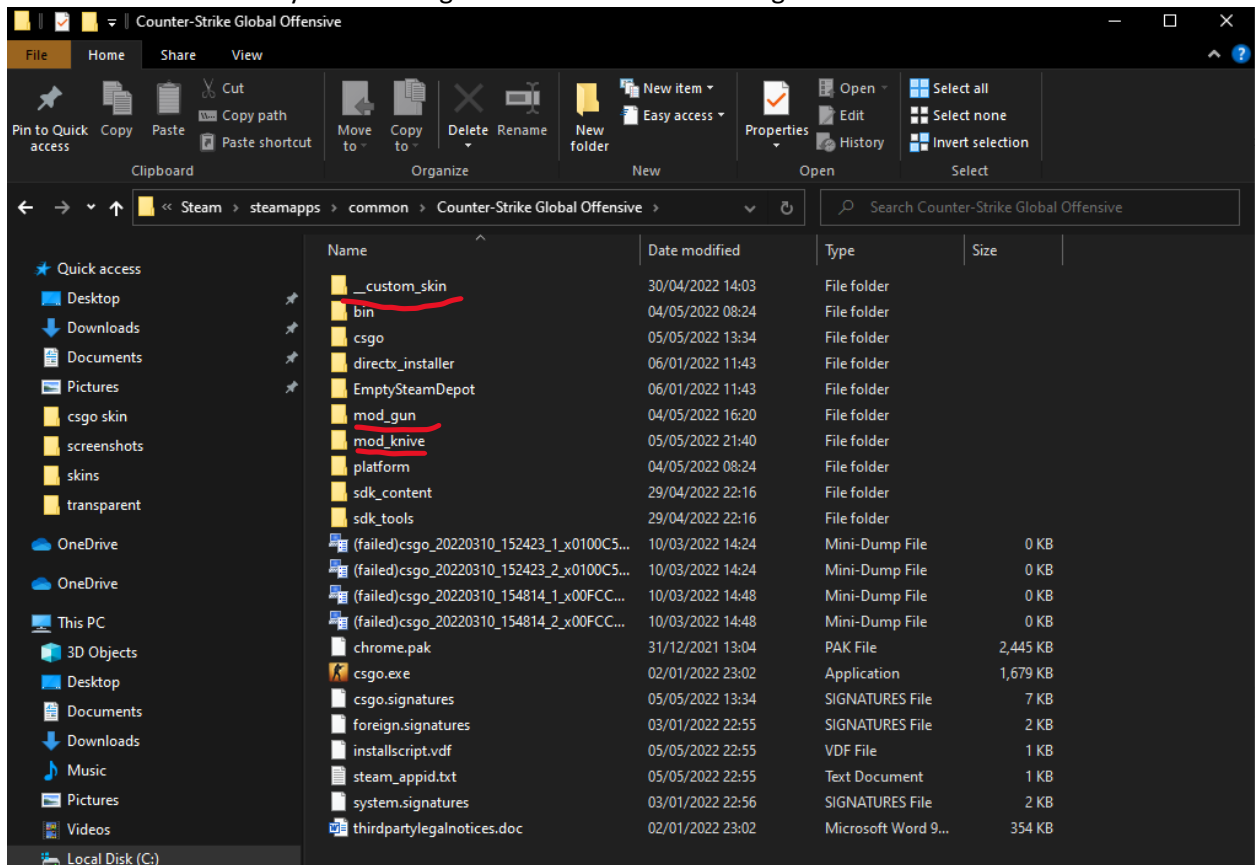 Counter-Strike Global Offensive
File Home Share View
Pin to Quick access
Copy
Paste
Cut
Copy path
Paste shortcut
Move to
Copy to
Delete
Rename
New folder
New item
Easy access
Properties
Open
Edit
History
Select all
Select none
Invert selection
Clipboard Organize New Open Select
« Steam > steamapps > common > Counter-Strike Global Offensive >
Search Counter-Strike Global Offensive
Quick access
Desktop
Downloads
Documents
Pictures
csgo skin
screenshots
skins
transparent
OneDrive
OneDrive
This PC
3D Objects
Desktop
Documents
Downloads
Music
Pictures
Videos
Local Disk (C:)
Name Date modified Type Size
__custom_skin 30/04/2022 14:03 File folder
bin 04/05/2022 08:24 File folder
csgo 05/05/2022 13:34 File folder
directx_installer 06/01/2022 11:43 File folder
EmptySteamDepot 06/01/2022 11:43 File folder
mod_gun 04/05/2022 16:20 File folder
mod_knive 05/05/2022 21:40 File folder
platform 04/05/2022 08:24 File folder
sdk_content 29/04/2022 22:16 File folder
sdk_tools 29/04/2022 22:16 File folder
(failed)csgo_20220310_152423_1_x0100C5... 10/03/2022 14:24 Mini-Dump File 0 KB
(failed)csgo_20220310_152423_2_x0100C5... 10/03/2022 14:24 Mini-Dump File 0 KB
(failed)csgo_20220310_154814_1_x00FCC... 10/03/2022 14:48 Mini-Dump File 0 KB
(failed)csgo_20220310_154814_2_x00FCC... 10/03/2022 14:48 Mini-Dump File 0 KB
chrome.pak 31/12/2021 13:04 PAK File 2,445 KB
csgo.exe 02/01/2022 23:02 Application 1,679 KB
csgo.signatures 05/05/2022 13:34 SIGNATURES File 7 KB
foreign.signatures 03/01/2022 22:55 SIGNATURES File 2 KB
installscript.vdf 05/05/2022 22:55 VDF File 1 KB
steam_appid.txt 05/05/2022 22:55 Text Document 1 KB
system.signatures 03/01/2022 22:56 SIGNATURES File 2 KB
thirdpartylegalnotices.doc 02/01/2022 23:02 Microsoft Word 9... 354 KB